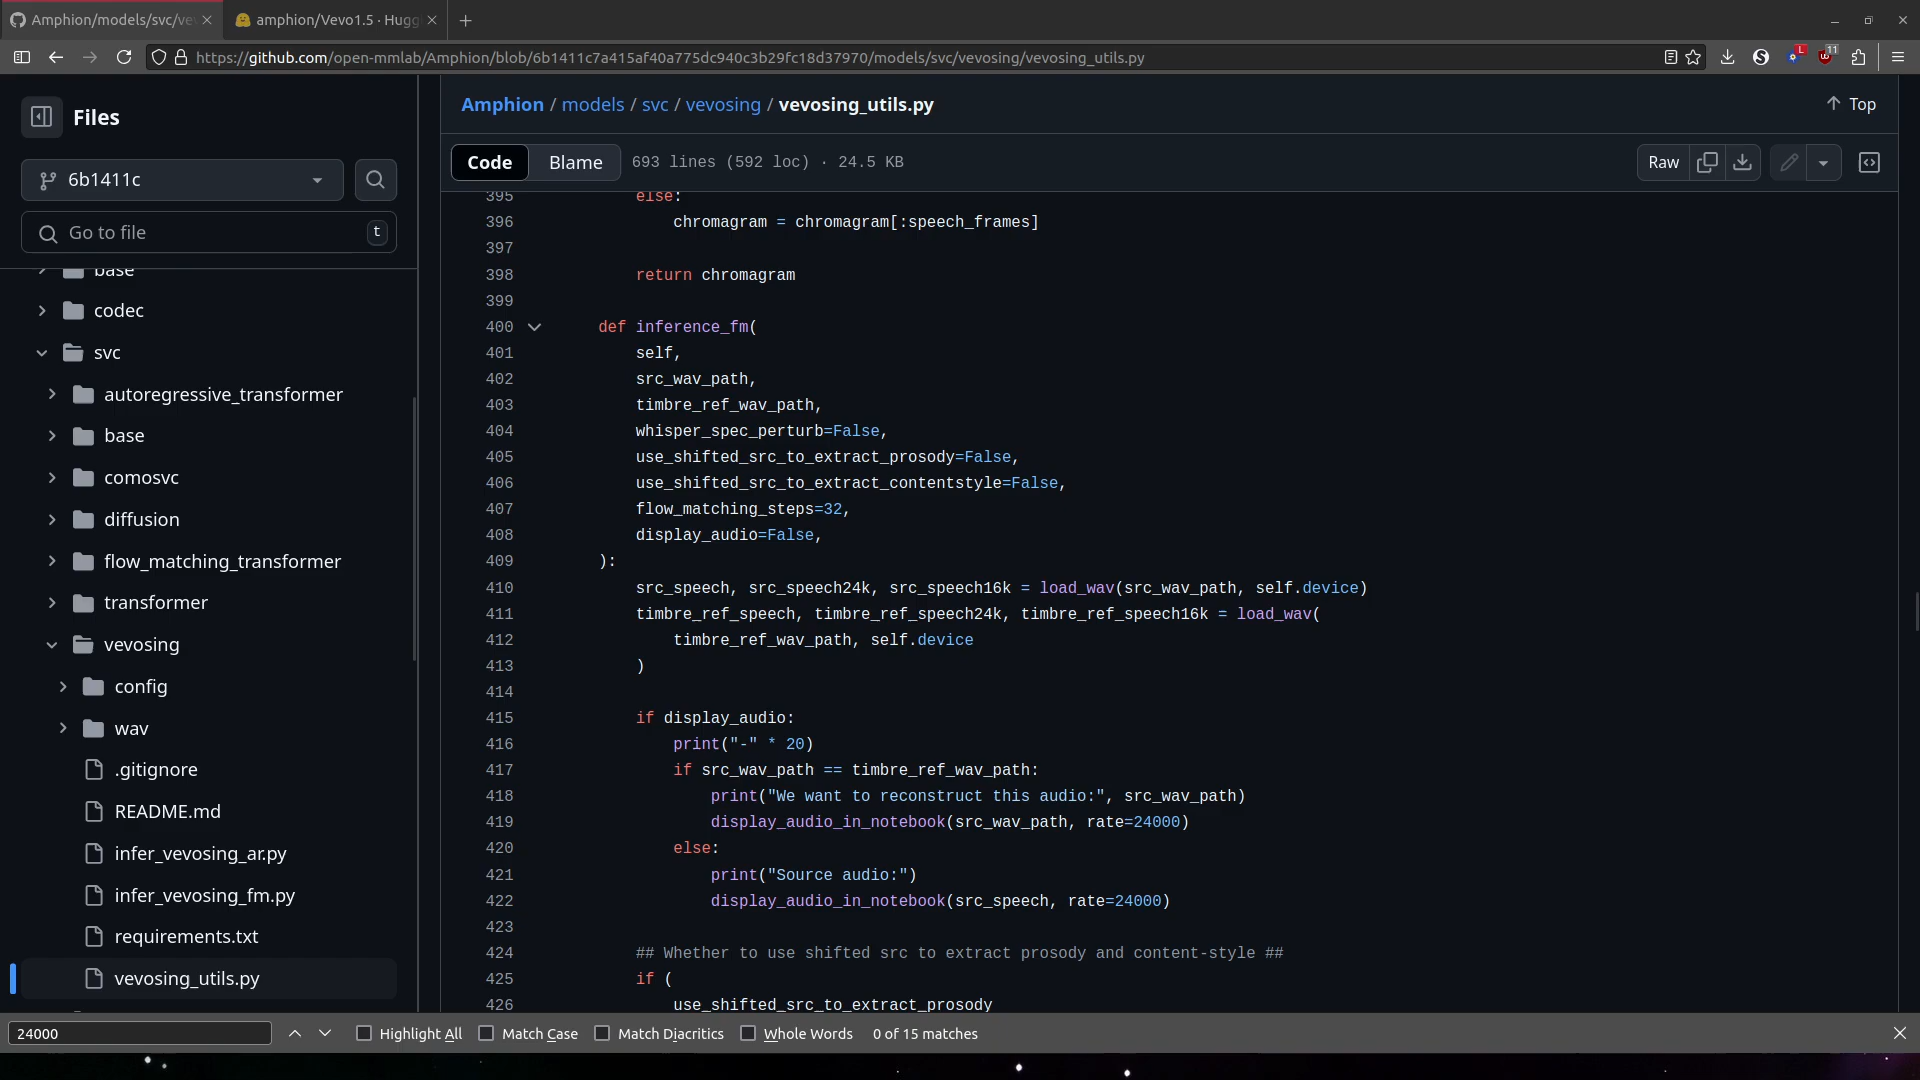 Amphion/models/svc/ve
amphion/Vevo1.5 · Hugg
https://github.com/open-mmlab/Amphion/blob/6b1411c7a415af40a775dc940c3b29fc18d37970/models/svc/vevosing/vevosing_utils.py
L
11
Files
6b1411c
Go to file
t
base
codec
svc
autoregressive_transformer
base
comosvc
diffusion
flow_matching_transformer
transformer
vevosing
config
wav
.gitignore
README.md
infer_vevosing_ar.py
infer_vevosing_fm.py
requirements.txt
vevosing_utils.py
Amphion / models / svc / vevosing / vevosing_utils.py
Top
Code Blame 693 lines (592 loc) · 24.5 KB
Raw
395 else:
396 chromagram = chromagram[:speech_frames]
397
398 return chromagram
399
400 def inference_fm(
401 self,
402 src_wav_path,
403 timbre_ref_wav_path,
404 whisper_spec_perturb=False,
405 use_shifted_src_to_extract_prosody=False,
406 use_shifted_src_to_extract_contentstyle=False,
407 flow_matching_steps=32,
408 display_audio=False,
409 ):
410 src_speech, src_speech24k, src_speech16k = load_wav(src_wav_path, self.device)
411 timbre_ref_speech, timbre_ref_speech24k, timbre_ref_speech16k = load_wav(
412 timbre_ref_wav_path, self.device
413 )
414
415 if display_audio:
416 print("-" * 20)
417 if src_wav_path == timbre_ref_wav_path:
418 print("We want to reconstruct this audio:", src_wav_path)
419 display_audio_in_notebook(src_wav_path, rate=24000)
420 else:
421 print("Source audio:")
422 display_audio_in_notebook(src_speech, rate=24000)
423
424 ## Whether to use shifted src to extract prosody and content-style ##
425 if (
426 use_shifted_src_to_extract_prosody
24000
Highlight All
Match Case
Match Diacritics
Whole Words
0 of 15 matches